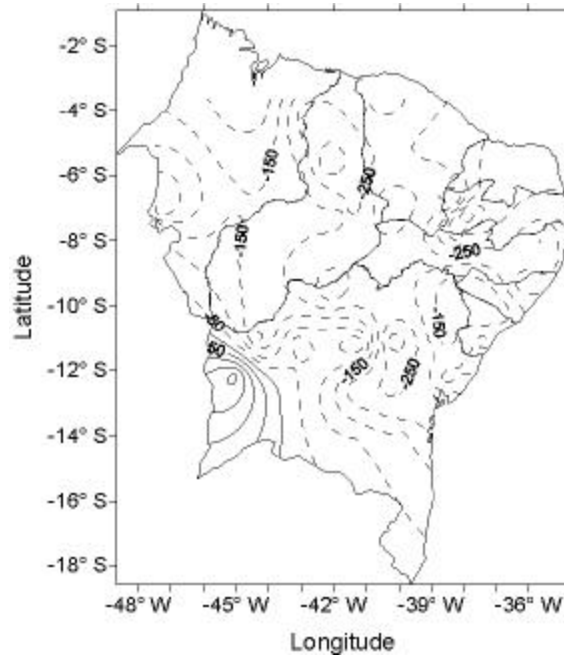 -2° S
-4° S
-6° S
-8° S
-10° S
-12° S
-14° S
-16° S
-18° S
Latitude
-150
-250
-150
-250
-150
-50
-150
-250
-48° W
-45° W
-42° W
-39° W
-36° W
Longitude